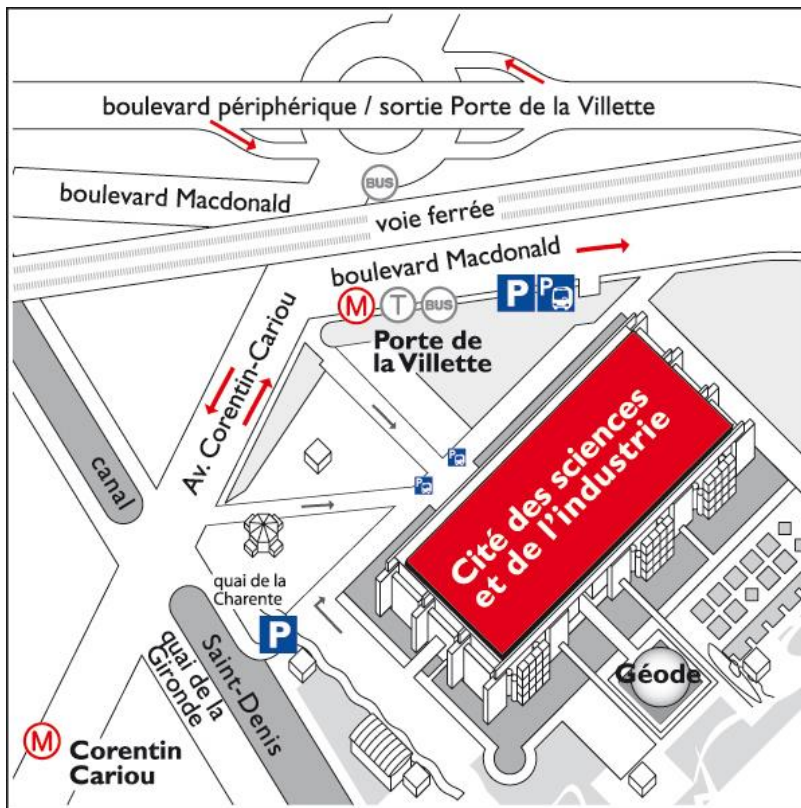 boulevard périphérique / sortie Porte de la Villette
boulevard Macdonald
BUS
voie ferrée
boulevard Macdonald
M
T
BUS
P
P
Porte de
la Villette
Av. Corentin-Cariou
canal
P
P
Cité des sciences
et de l'industrie
quai de la
Charente
P
Saint-Denis
quai de la
Gironde
Géode
M
Corentin
Cariou